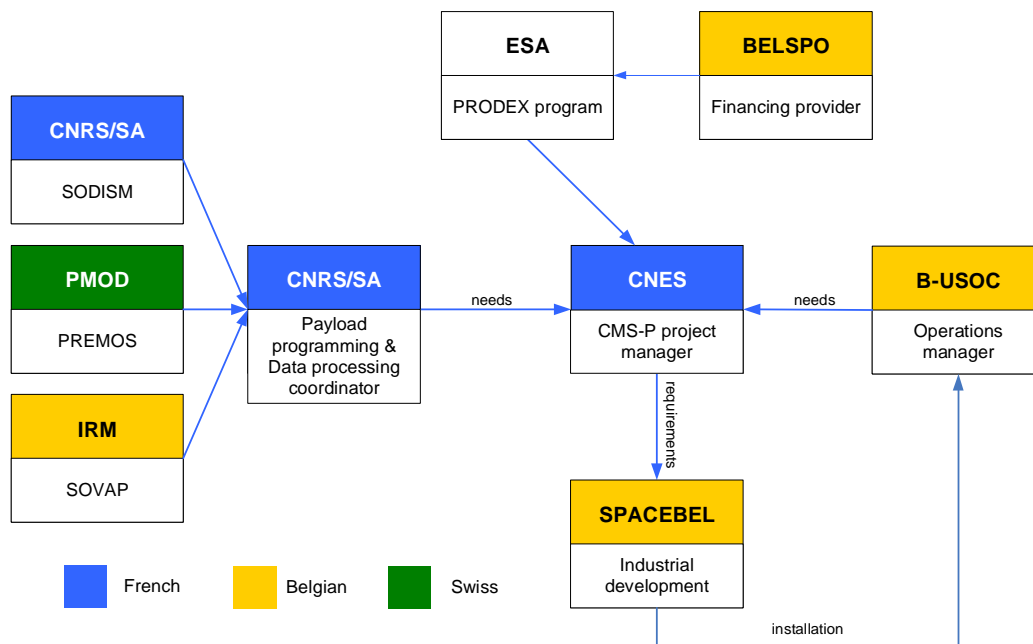 ESA
PRODEX program
BELSPO
Financing provider
CNRS/SA
SODISM
PMOD
PREMOS
IRM
SOVAP
CNRS/SA
Payload
programming &
Data processing
coordinator
needs
CNES
CMS-P project
manager
needs
B-USOC
Operations
manager
requirements
SPACEBEL
Industrial
development
installation
French
Belgian
Swiss